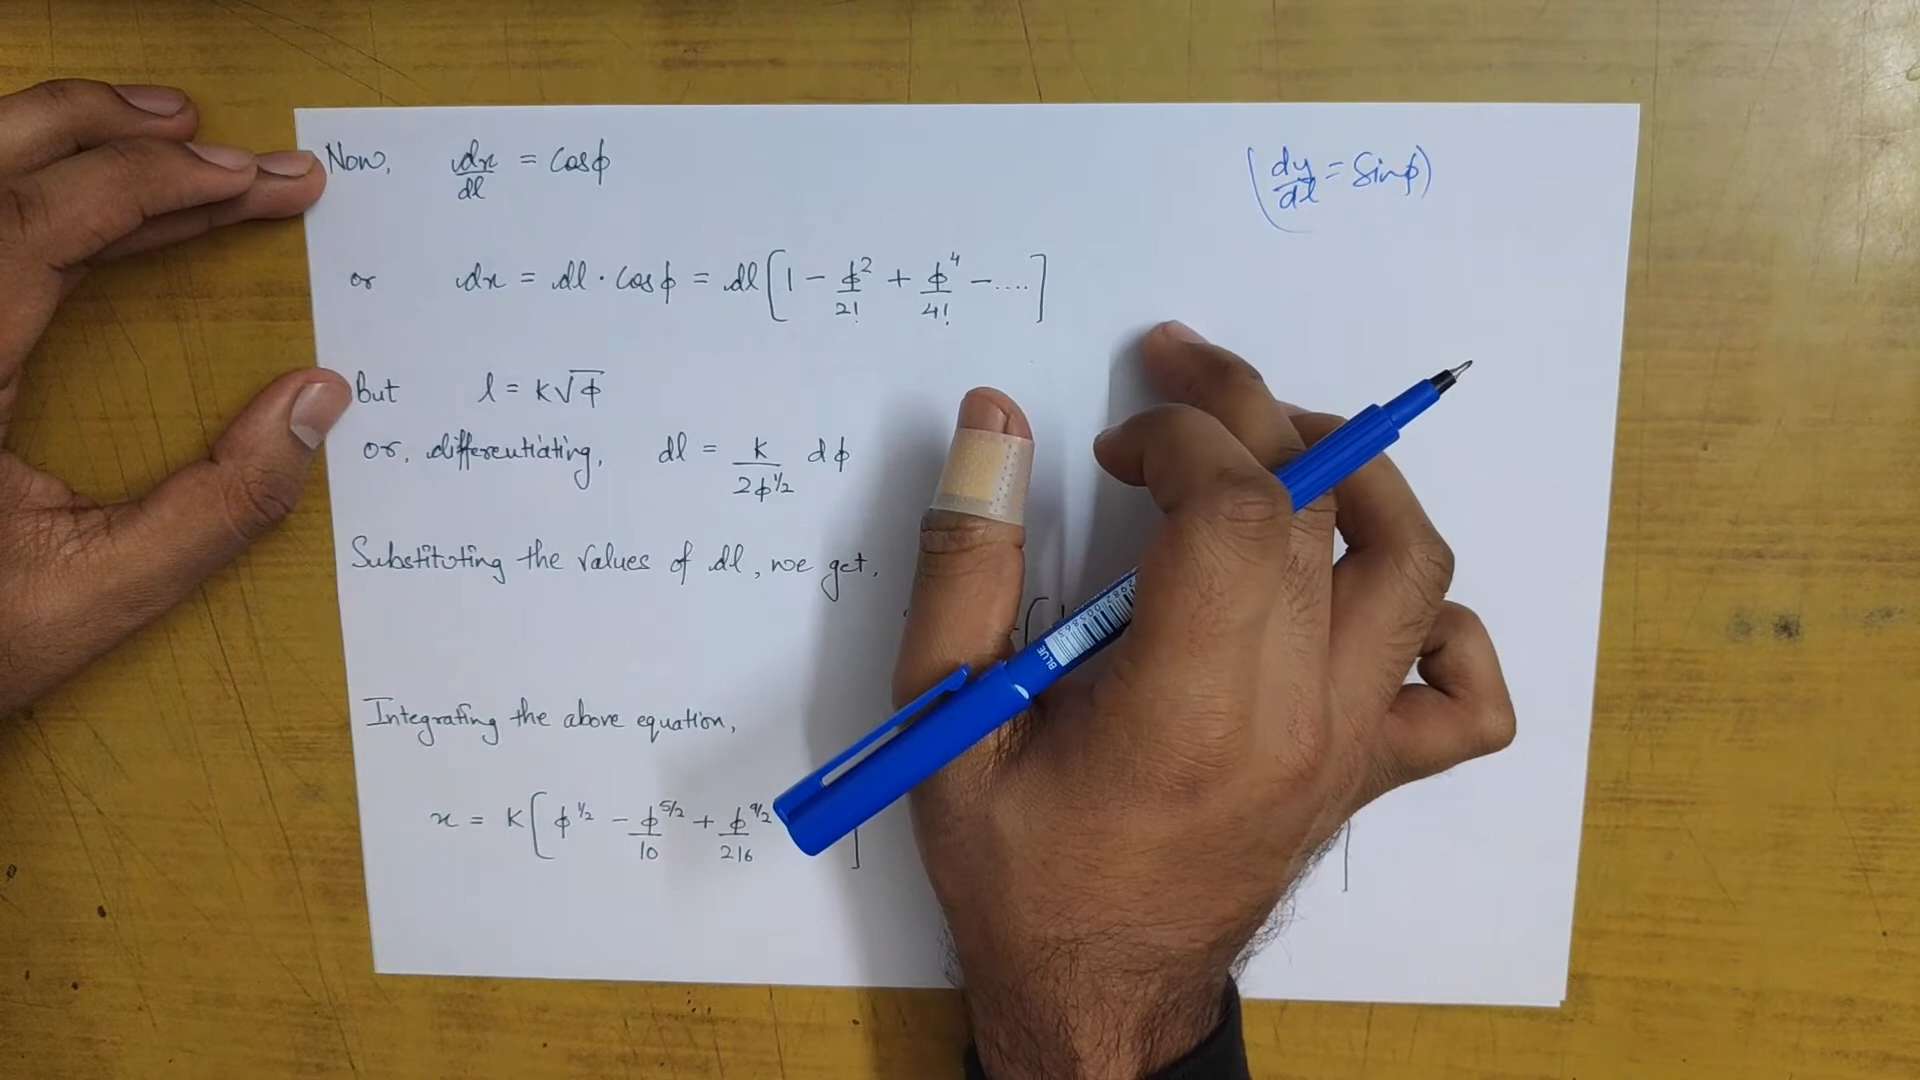 Now, dx/dl = Cosϕ
(dy/dl = Sinϕ)
or dx = dl · Cosϕ = dl [1 − ϕ²/2! + ϕ⁴/4! − ....]
But l = K√ϕ
or, differentiating, dl = K/2ϕ^½ dϕ
Substituting the values of dl, we get,
Integrating the above equation,
x = K[ϕ^½ − ϕ^5/2/10 + ϕ^9/2/216 ]
BLUE